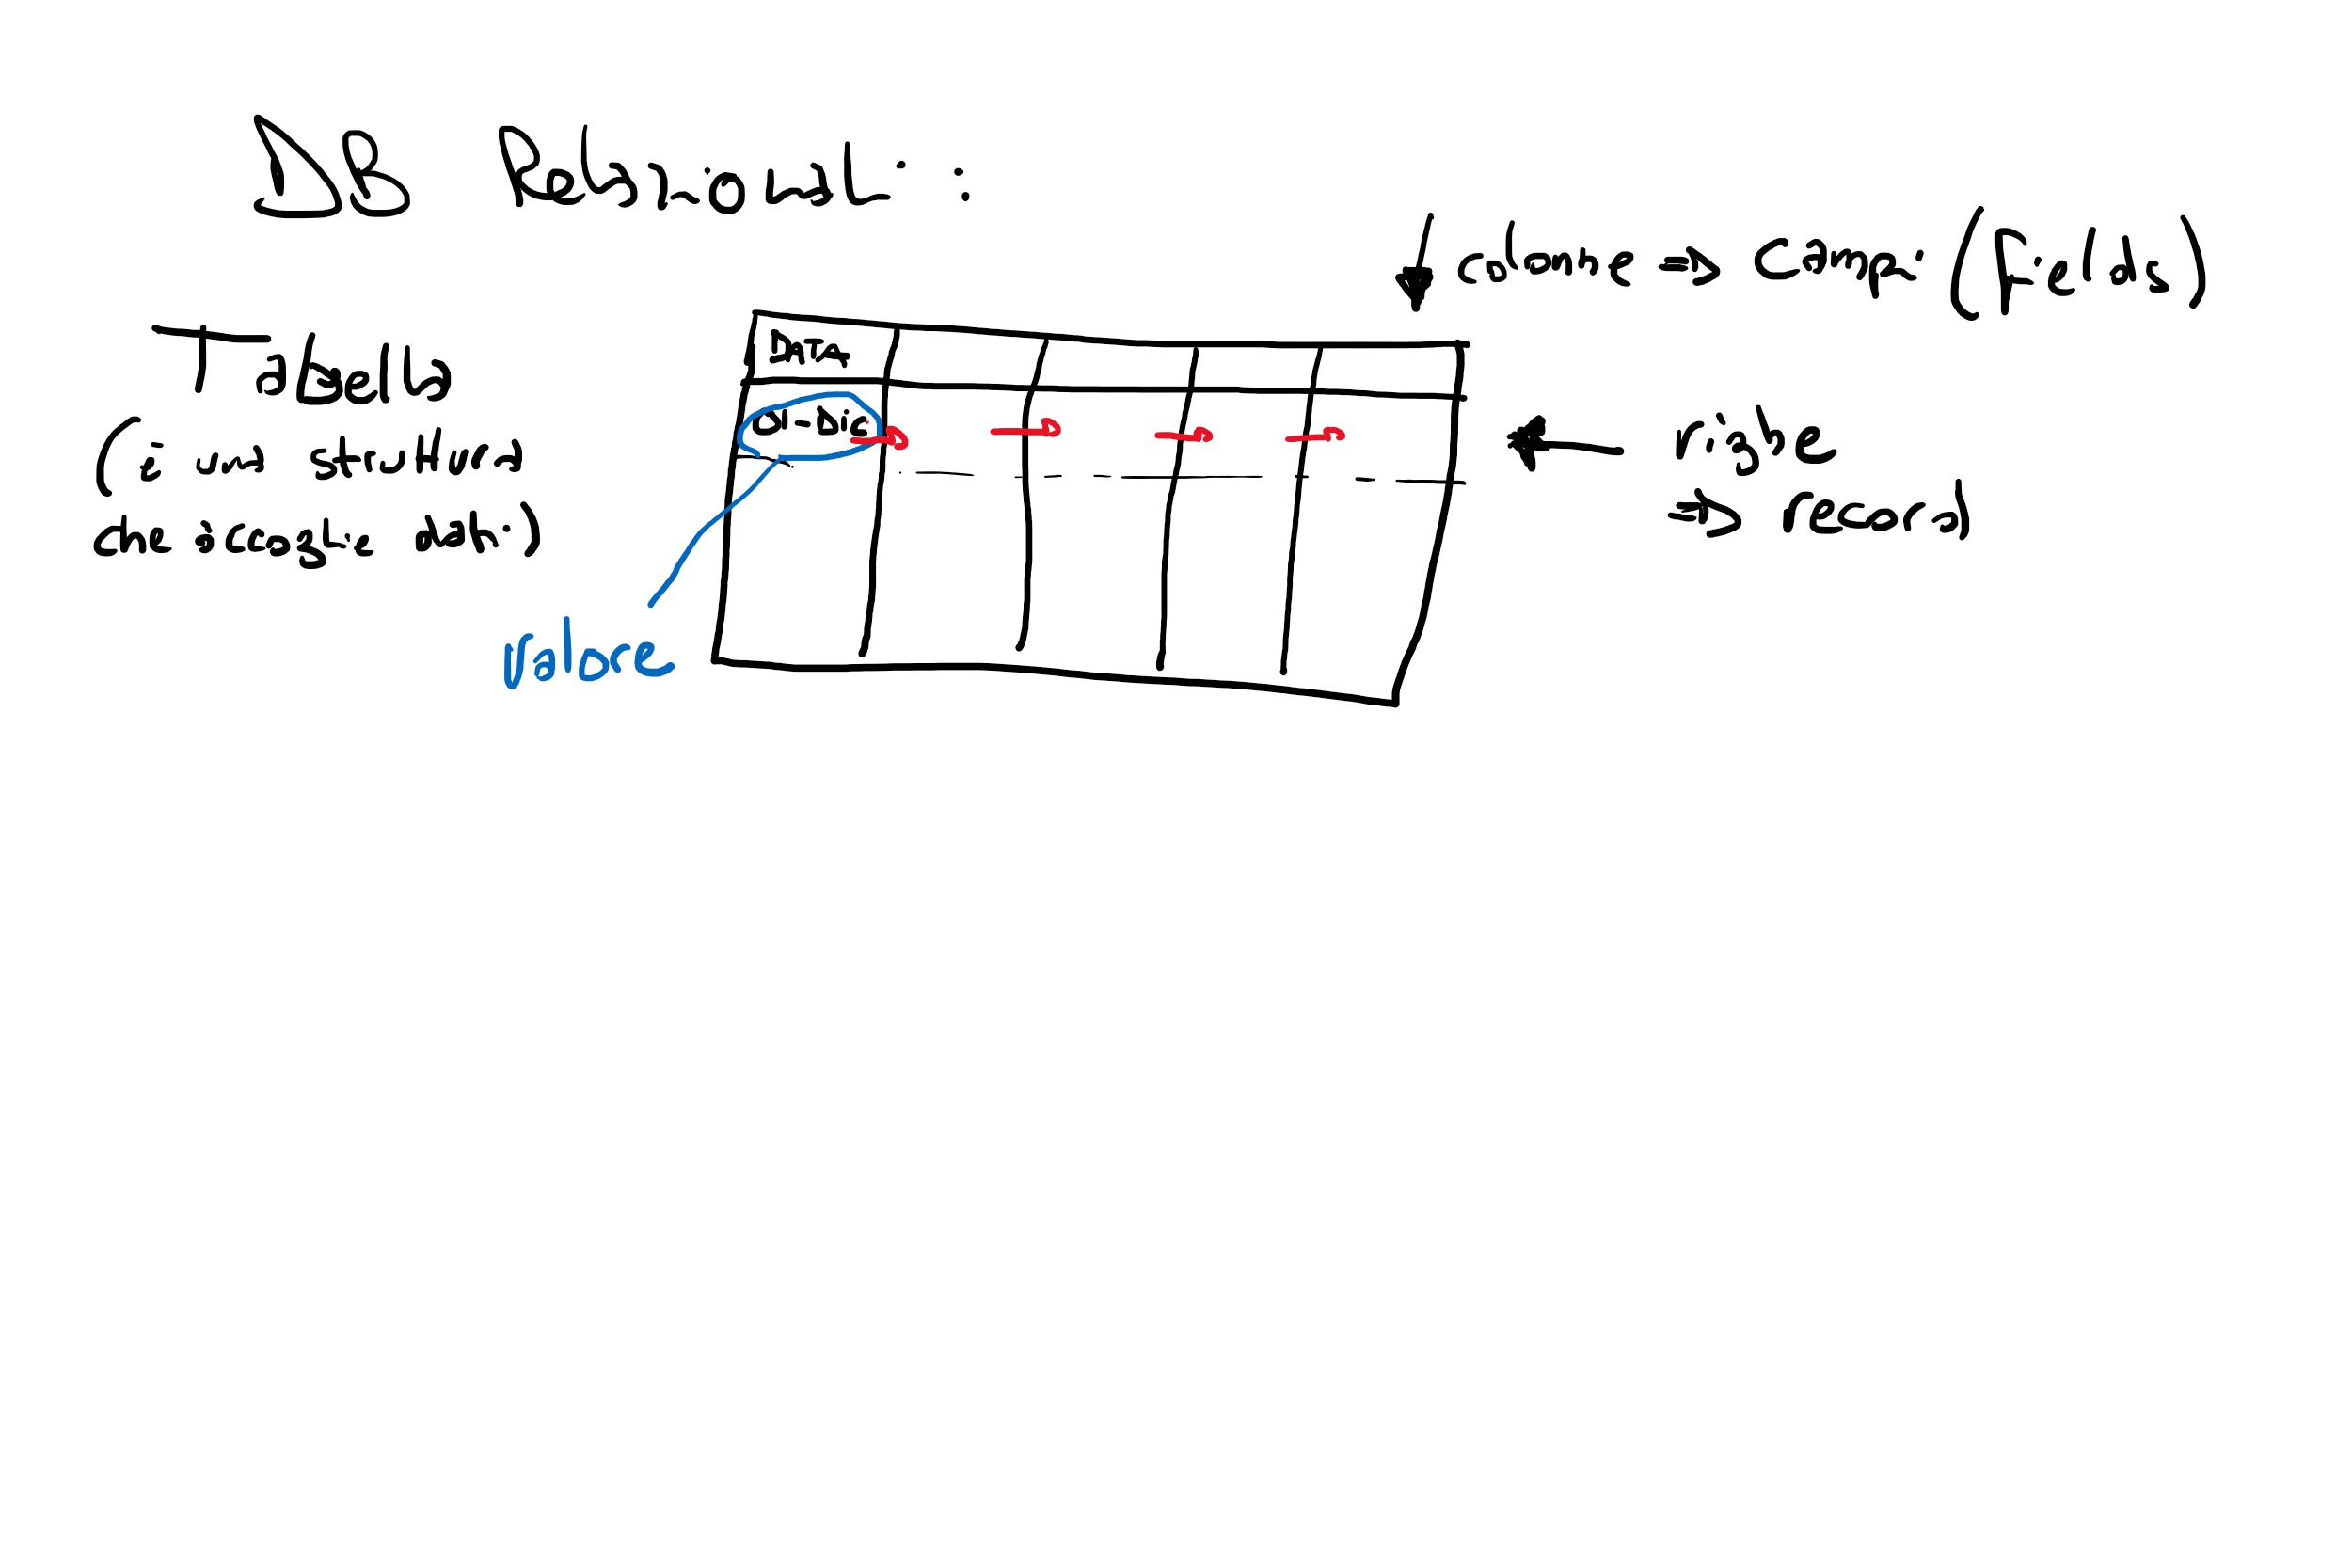 DB Relazionali:
↓ colonne => campi (fields)
Tabella
(è una struttura
che accoglie dati)
DATA
01-Dic
← righe
=> record
valore